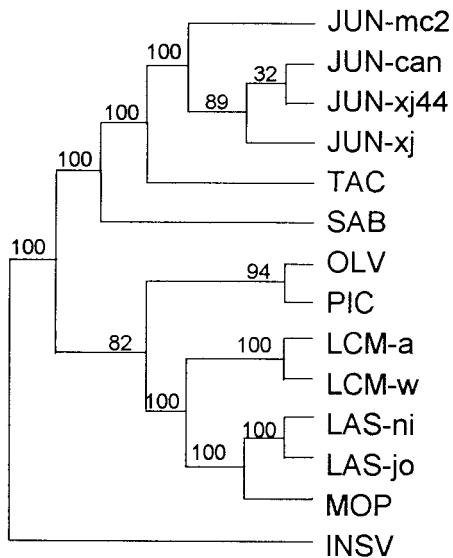 JUN-mc2
100
JUN-can
32
JUN-xj44
100
89
JUN-xj
100
TAC
SAB
100
OLV
94
PIC
82
LCM-a
100
LCM-w
100
LAS-ni
100
LAS-jo
100
MOP
INSV